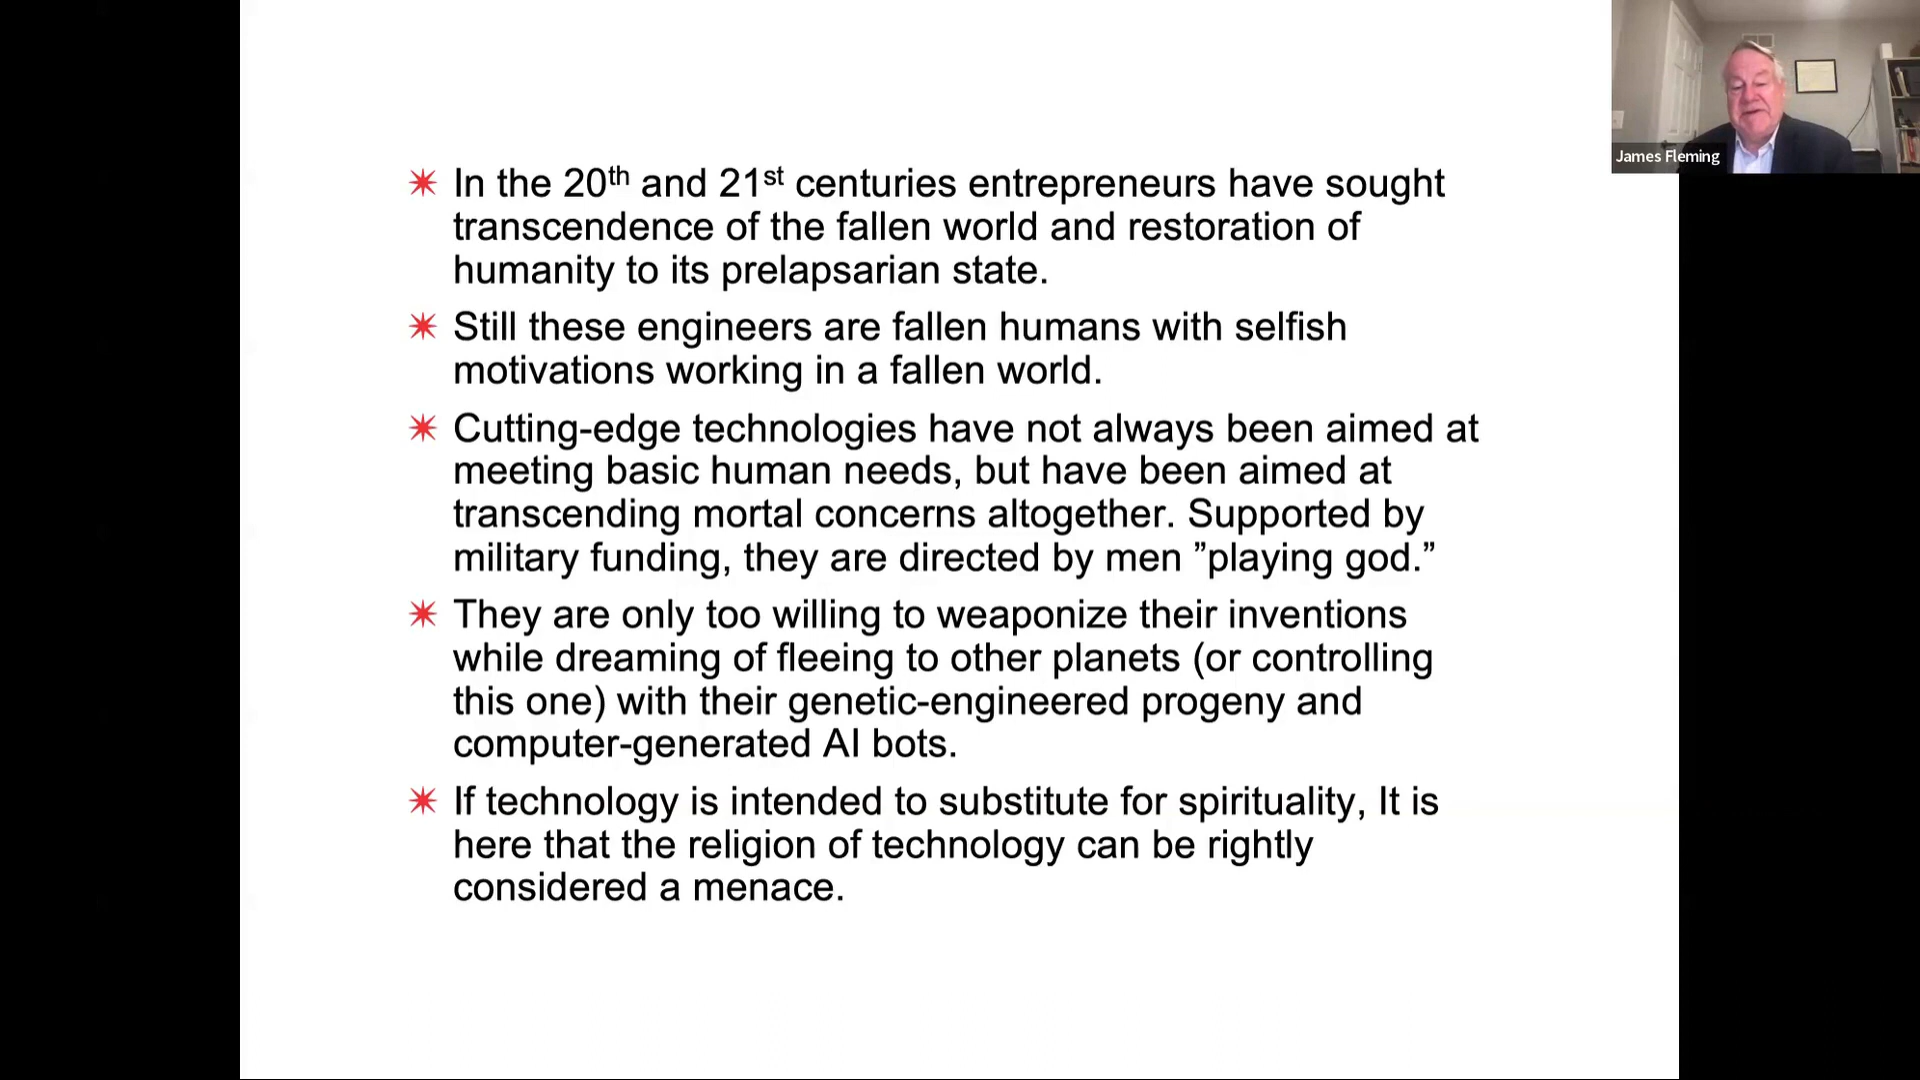 James Fleming
In the 20th and 21st centuries entrepreneurs have sought
transcendence of the fallen world and restoration of
humanity to its prelapsarian state.
Still these engineers are fallen humans with selfish
motivations working in a fallen world.
Cutting-edge technologies have not always been aimed at
meeting basic human needs, but have been aimed at
transcending mortal concerns altogether. Supported by
military funding, they are directed by men ”playing god.”
They are only too willing to weaponize their inventions
while dreaming of fleeing to other planets (or controlling
this one) with their genetic-engineered progeny and
computer-generated AI bots.
If technology is intended to substitute for spirituality, It is
here that the religion of technology can be rightly
considered a menace.